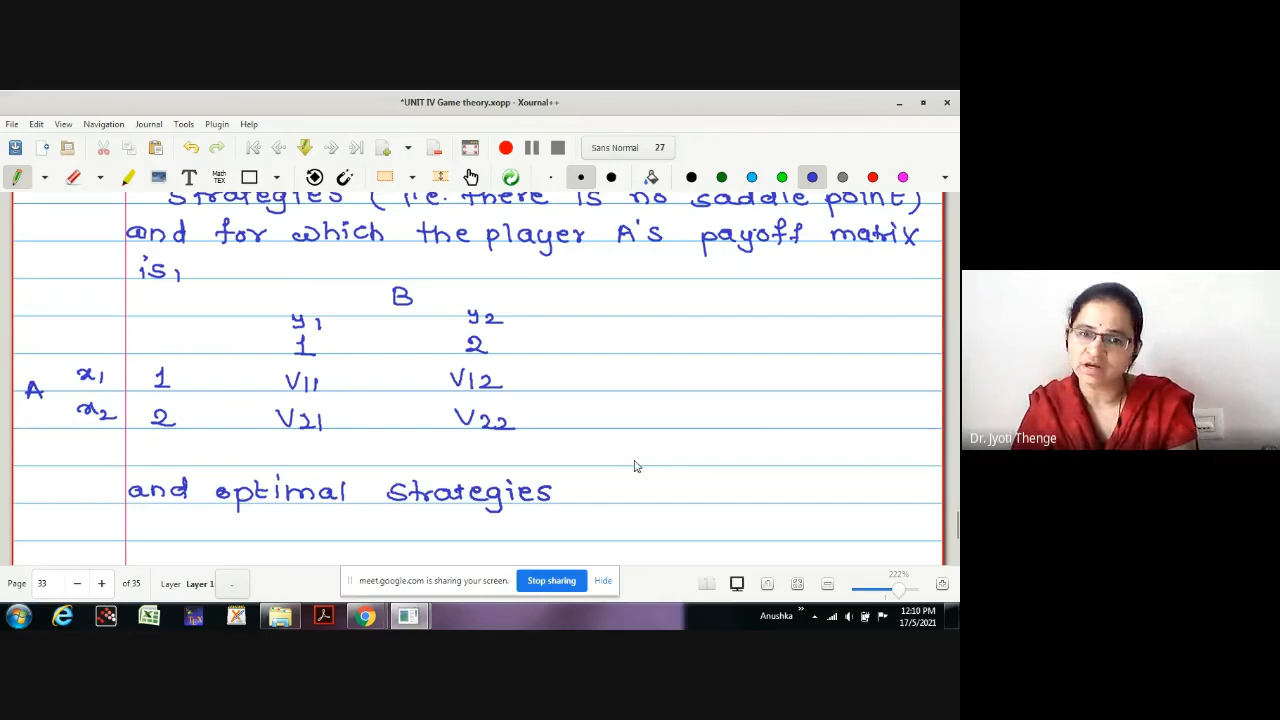 *UNIT IV Game theory.xopp - Xournal++
File Edit View Navigation Journal Tools Plugin Help
Sans Normal 27
Strategies (i.e. there is no saddle point)
and for which the player A's payoff matrix
is,
B
y1 y2
1 2
x1 1 V11 V12
A
x2 2 V21 V22
and optimal strategies
Dr. Jyoti Thenge
Page 33 of 35 Layer Layer 1
meet.google.com is sharing your screen. Stop sharing Hide
222%
Anushka
12:10 PM
17/5/2021